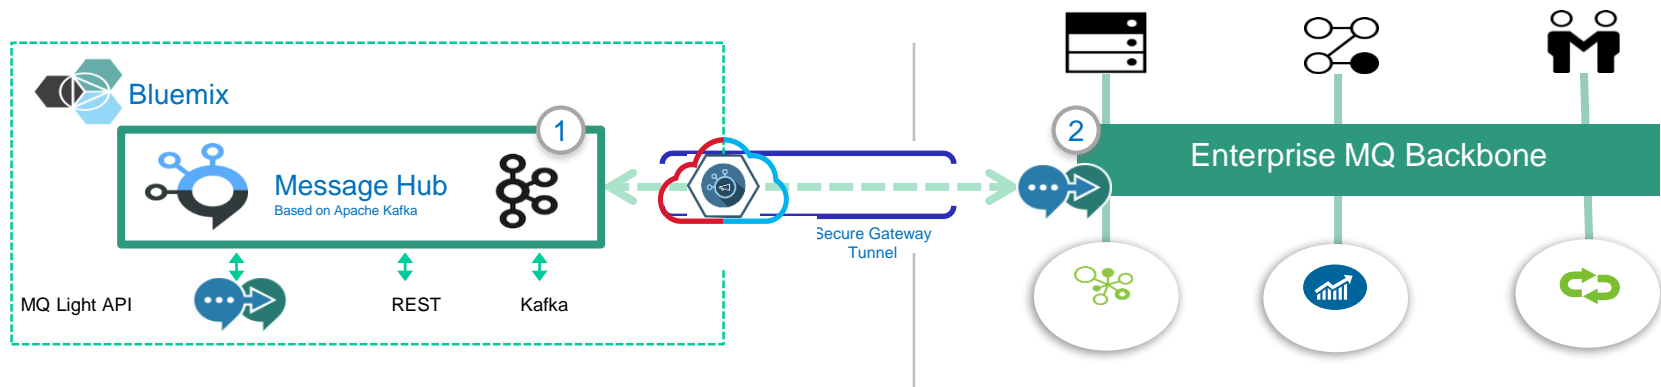 Bluemix
1
2
Enterprise MQ Backbone
Message Hub
Based on Apache Kafka
Secure Gateway
Tunnel
MQ Light API
REST
Kafka